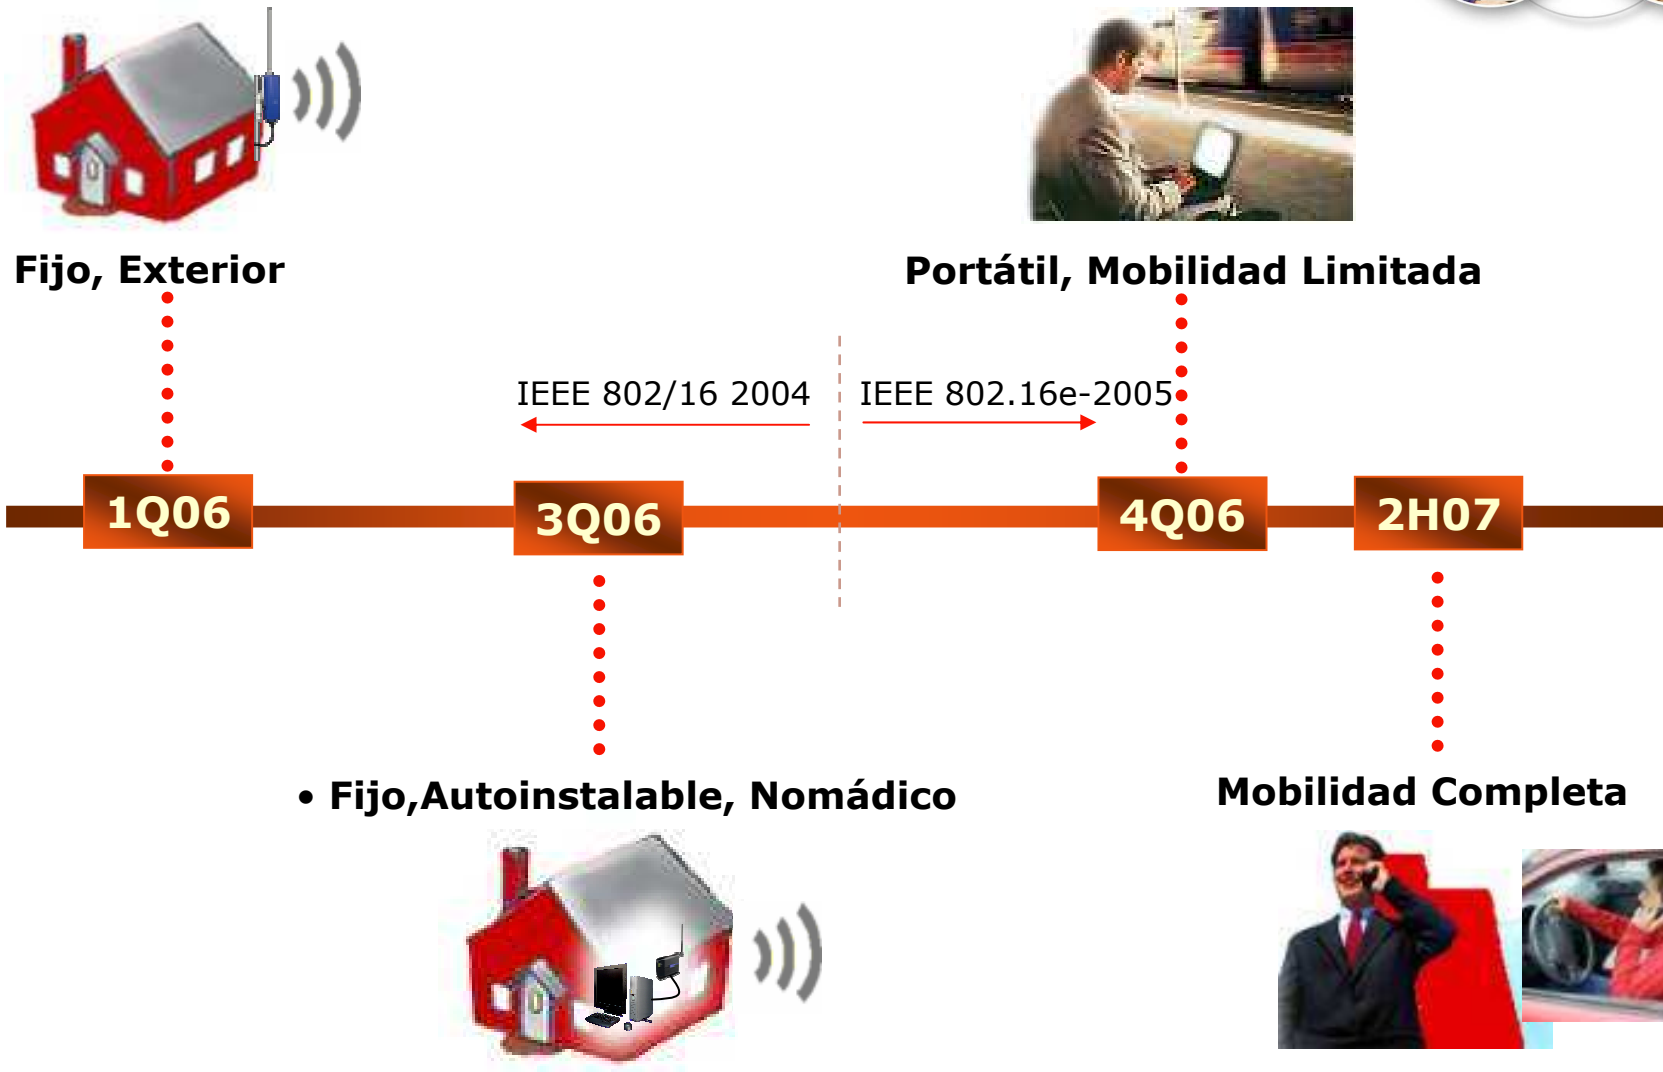 Fijo, Exterior
Portátil, Mobilidad Limitada
IEEE 802/16 2004
IEEE 802.16e-2005
1Q06
3Q06
4Q06
2H07
• Fijo,Autoinstalable, Nomádico
Mobilidad Completa